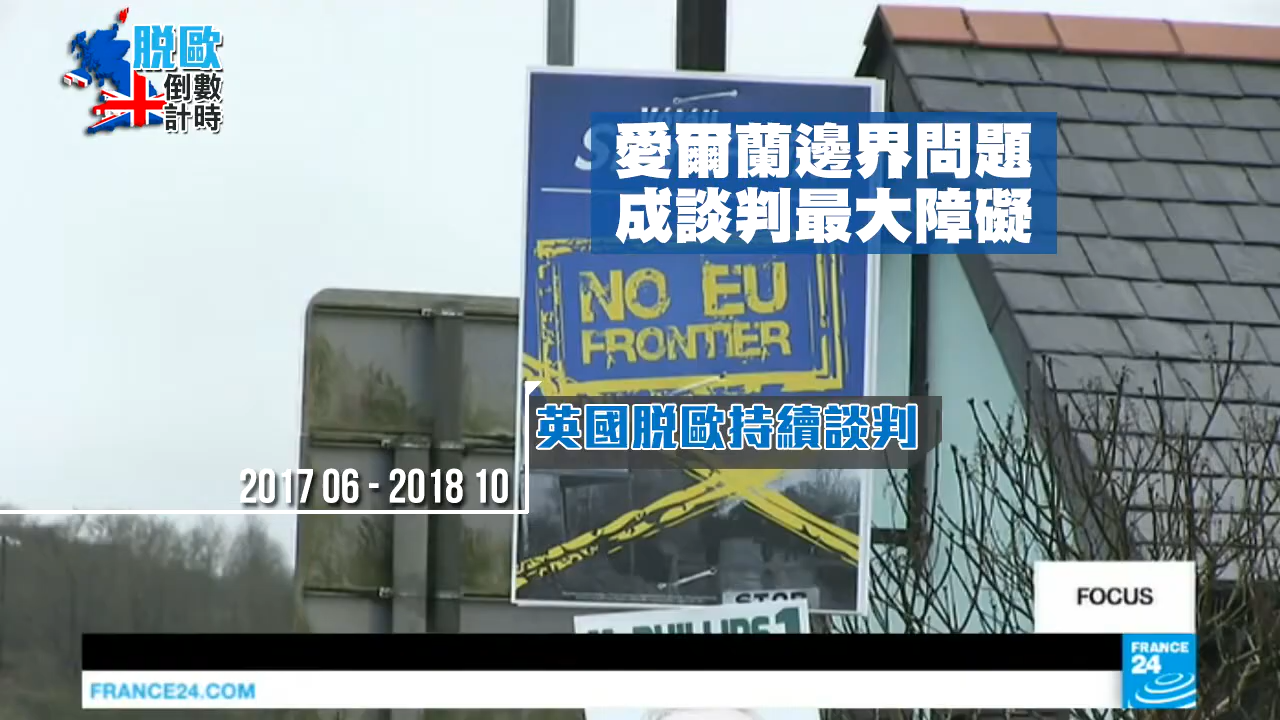 脱歐
倒數
計時
愛爾蘭邊界問題
成談判最大障礙
NO EU
FRONTIER
英國脫歐持續談判
2017 06 - 2018 10
STOP
FOCUS
FRANCE
24
FRANCE24.COM